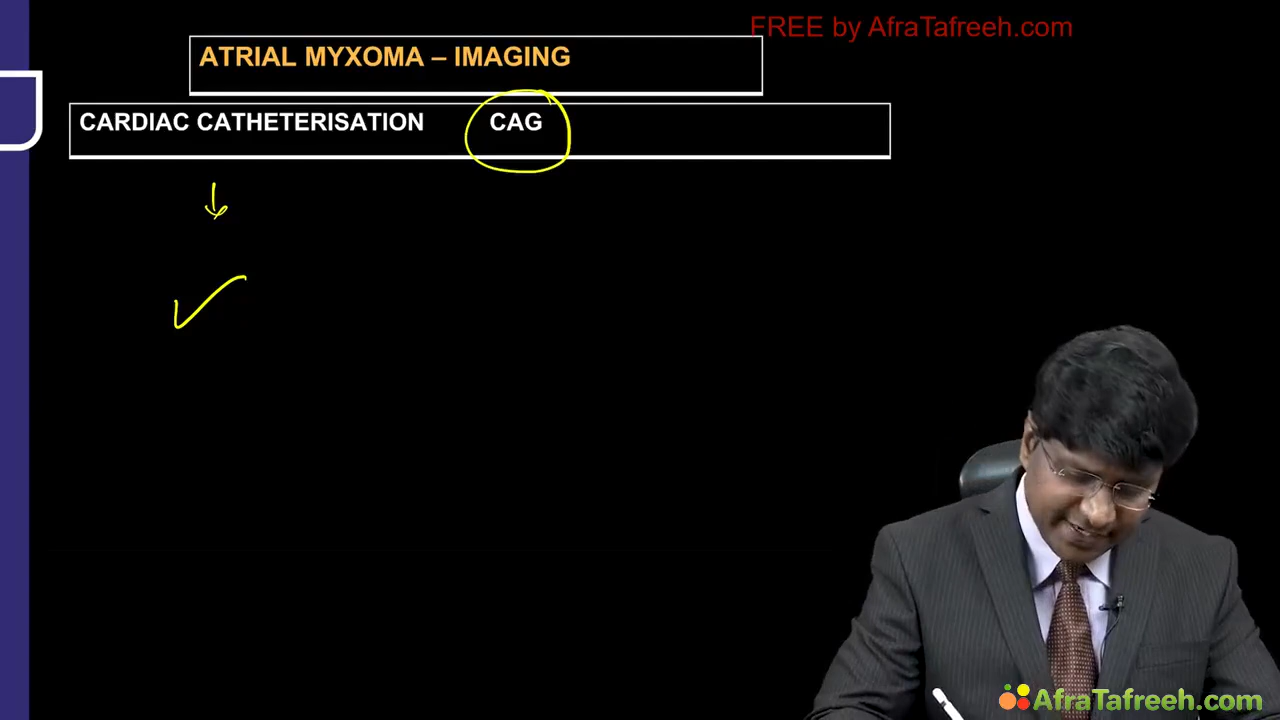 FREE by AfraTafreeh.com
ATRIAL MYXOMA – IMAGING
CARDIAC CATHETERISATION CAG
AfraTafreeh.com